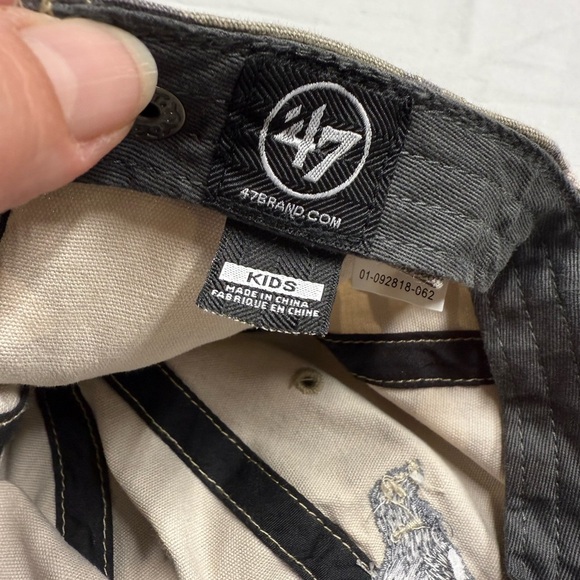 47
47BRAND.COM
KIDS
MADE IN CHINA
FABRIQUE EN CHINE
01-092818-062